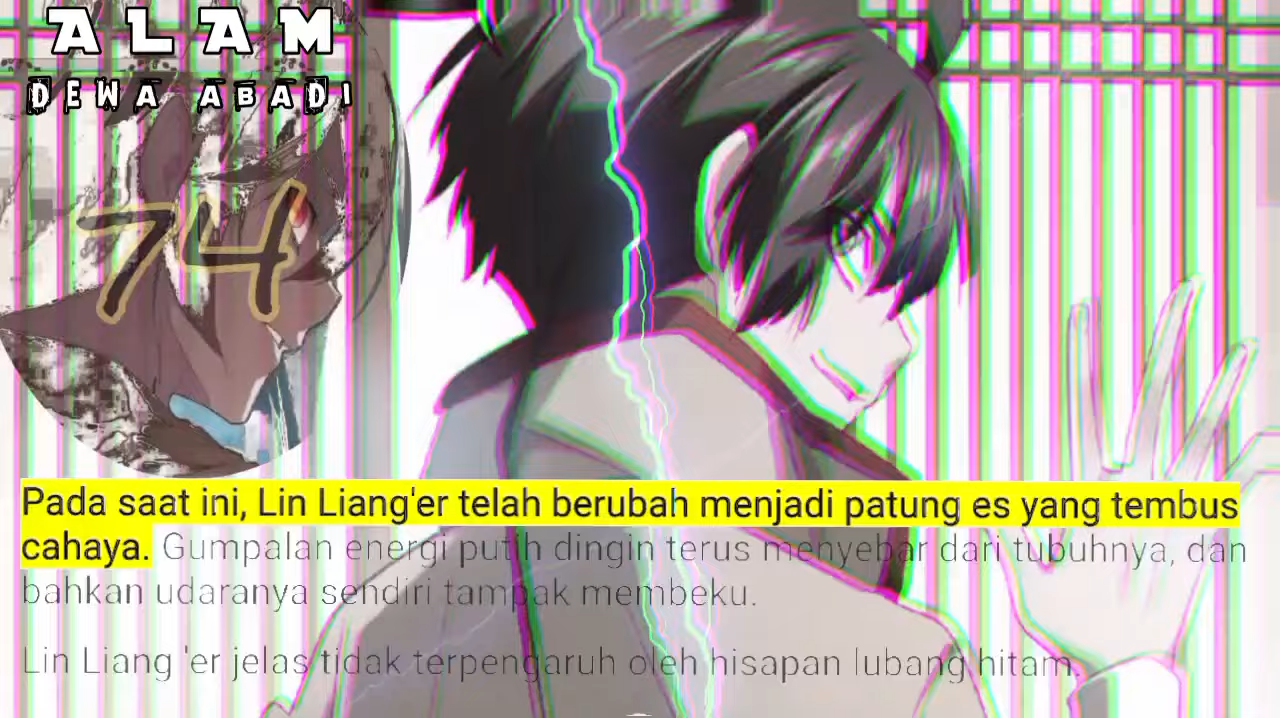 ALAM
DEWA ABADI
74
Pada saat ini, Lin Liang'er telah berubah menjadi patung es yang tembus
cahaya. Gumpalan energi putih dingin terus menyebar dari tubuhnya, dan
bahkan udaranya sendiri tampak membeku.
Lin Liang 'er jelas tidak terpengaruh oleh hisapan lubang hitam.